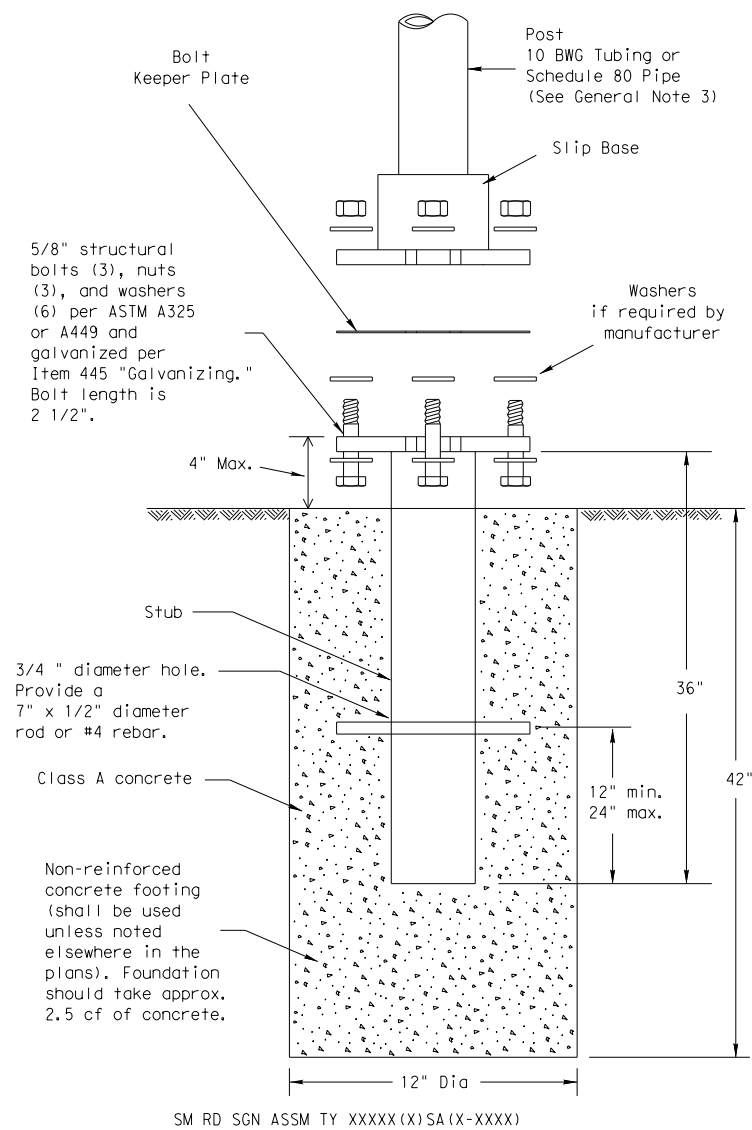 Post
10 BWG Tubing or
Schedule 80 Pipe
(See General Note 3)
Bolt
Keeper Plate
Slip Base
5/8" structural
bolts (3), nuts
(3), and washers
(6) per ASTM A325
or A449 and
galvanized per
Item 445 "Galvanizing."
Bolt length is
2 1/2".
Washers
if required by
manufacturer
4" Max.
Stub
3/4 " diameter hole.
Provide a
7" x 1/2" diameter
rod or #4 rebar.
36"
Class A concrete
12" min.
24" max.
42"
Non-reinforced
concrete footing
(shall be used
unless noted
elsewhere in the
plans). Foundation
should take approx.
2.5 cf of concrete.
12" Dia
SM RD SGN ASSM TY XXXXX(X)SA(X-XXXX)